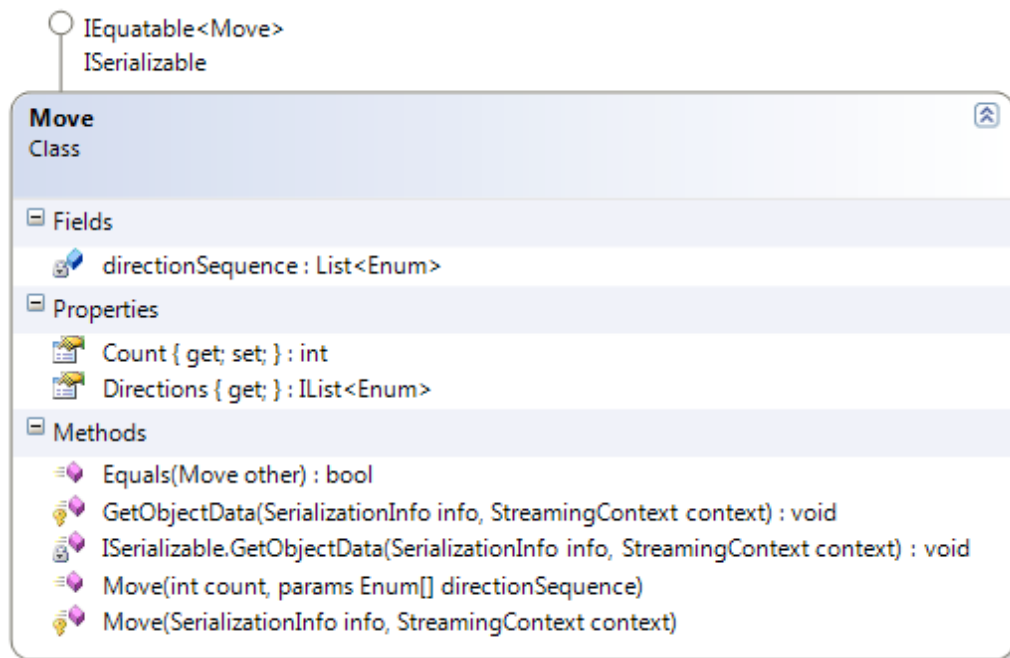 IEquatable<Move>
ISerializable
Move
Class
Fields
directionSequence : List<Enum>
Properties
Count { get; set; } : int
Directions { get; } : IList<Enum>
Methods
Equals(Move other) : bool
GetObjectData(SerializationInfo info, StreamingContext context) : void
ISerializable.GetObjectData(SerializationInfo info, StreamingContext context) : void
Move(int count, params Enum[] directionSequence)
Move(SerializationInfo info, StreamingContext context)